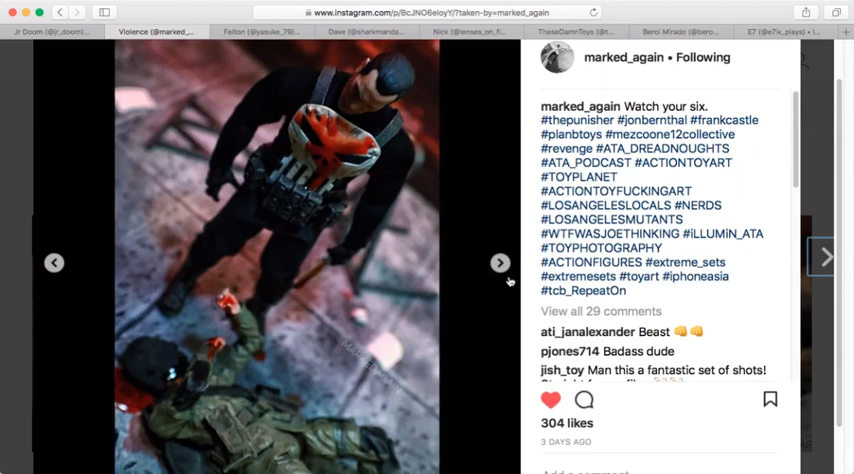 www.instagram.com/p/BcJNO6eloyY/?taken-by=marked_again
Jr Doom (@jr_doom)...
Violence (@marked_...
Felton (@yasuke_79)...
Dave (@sharkmanda...
Nick (@lenses_on_fi...
TheseDamnToys (@t...
Beroi Mirado (@bero...
E7 (@e7ik_plays) • I...
marked_again • Following
marked_again Watch your six.
#thepunisher #jonbernthal #frankcastle
#planbtoys #mezcoone12collective
#revenge #ATA_DREADNOUGHTS
#ATA_PODCAST #ACTIONTOYART
#TOYPLANET
#ACTIONTOYFUCKINGART
#LOSANGELESLOCALS #NERDS
#LOSANGELESMUTANTS
#WTFWASJOETHINKING #iLLUMiN_ATA
#TOYPHOTOGRAPHY
#ACTIONFIGURES #extreme_sets
#extremesets #toyart #iphoneasia
#tcb_RepeatOn
View all 29 comments
ati_janalexander Beast 👊👊
pjones714 Badass dude
jish_toy Man this a fantastic set of shots!
304 likes
3 DAYS AGO
Add a comment